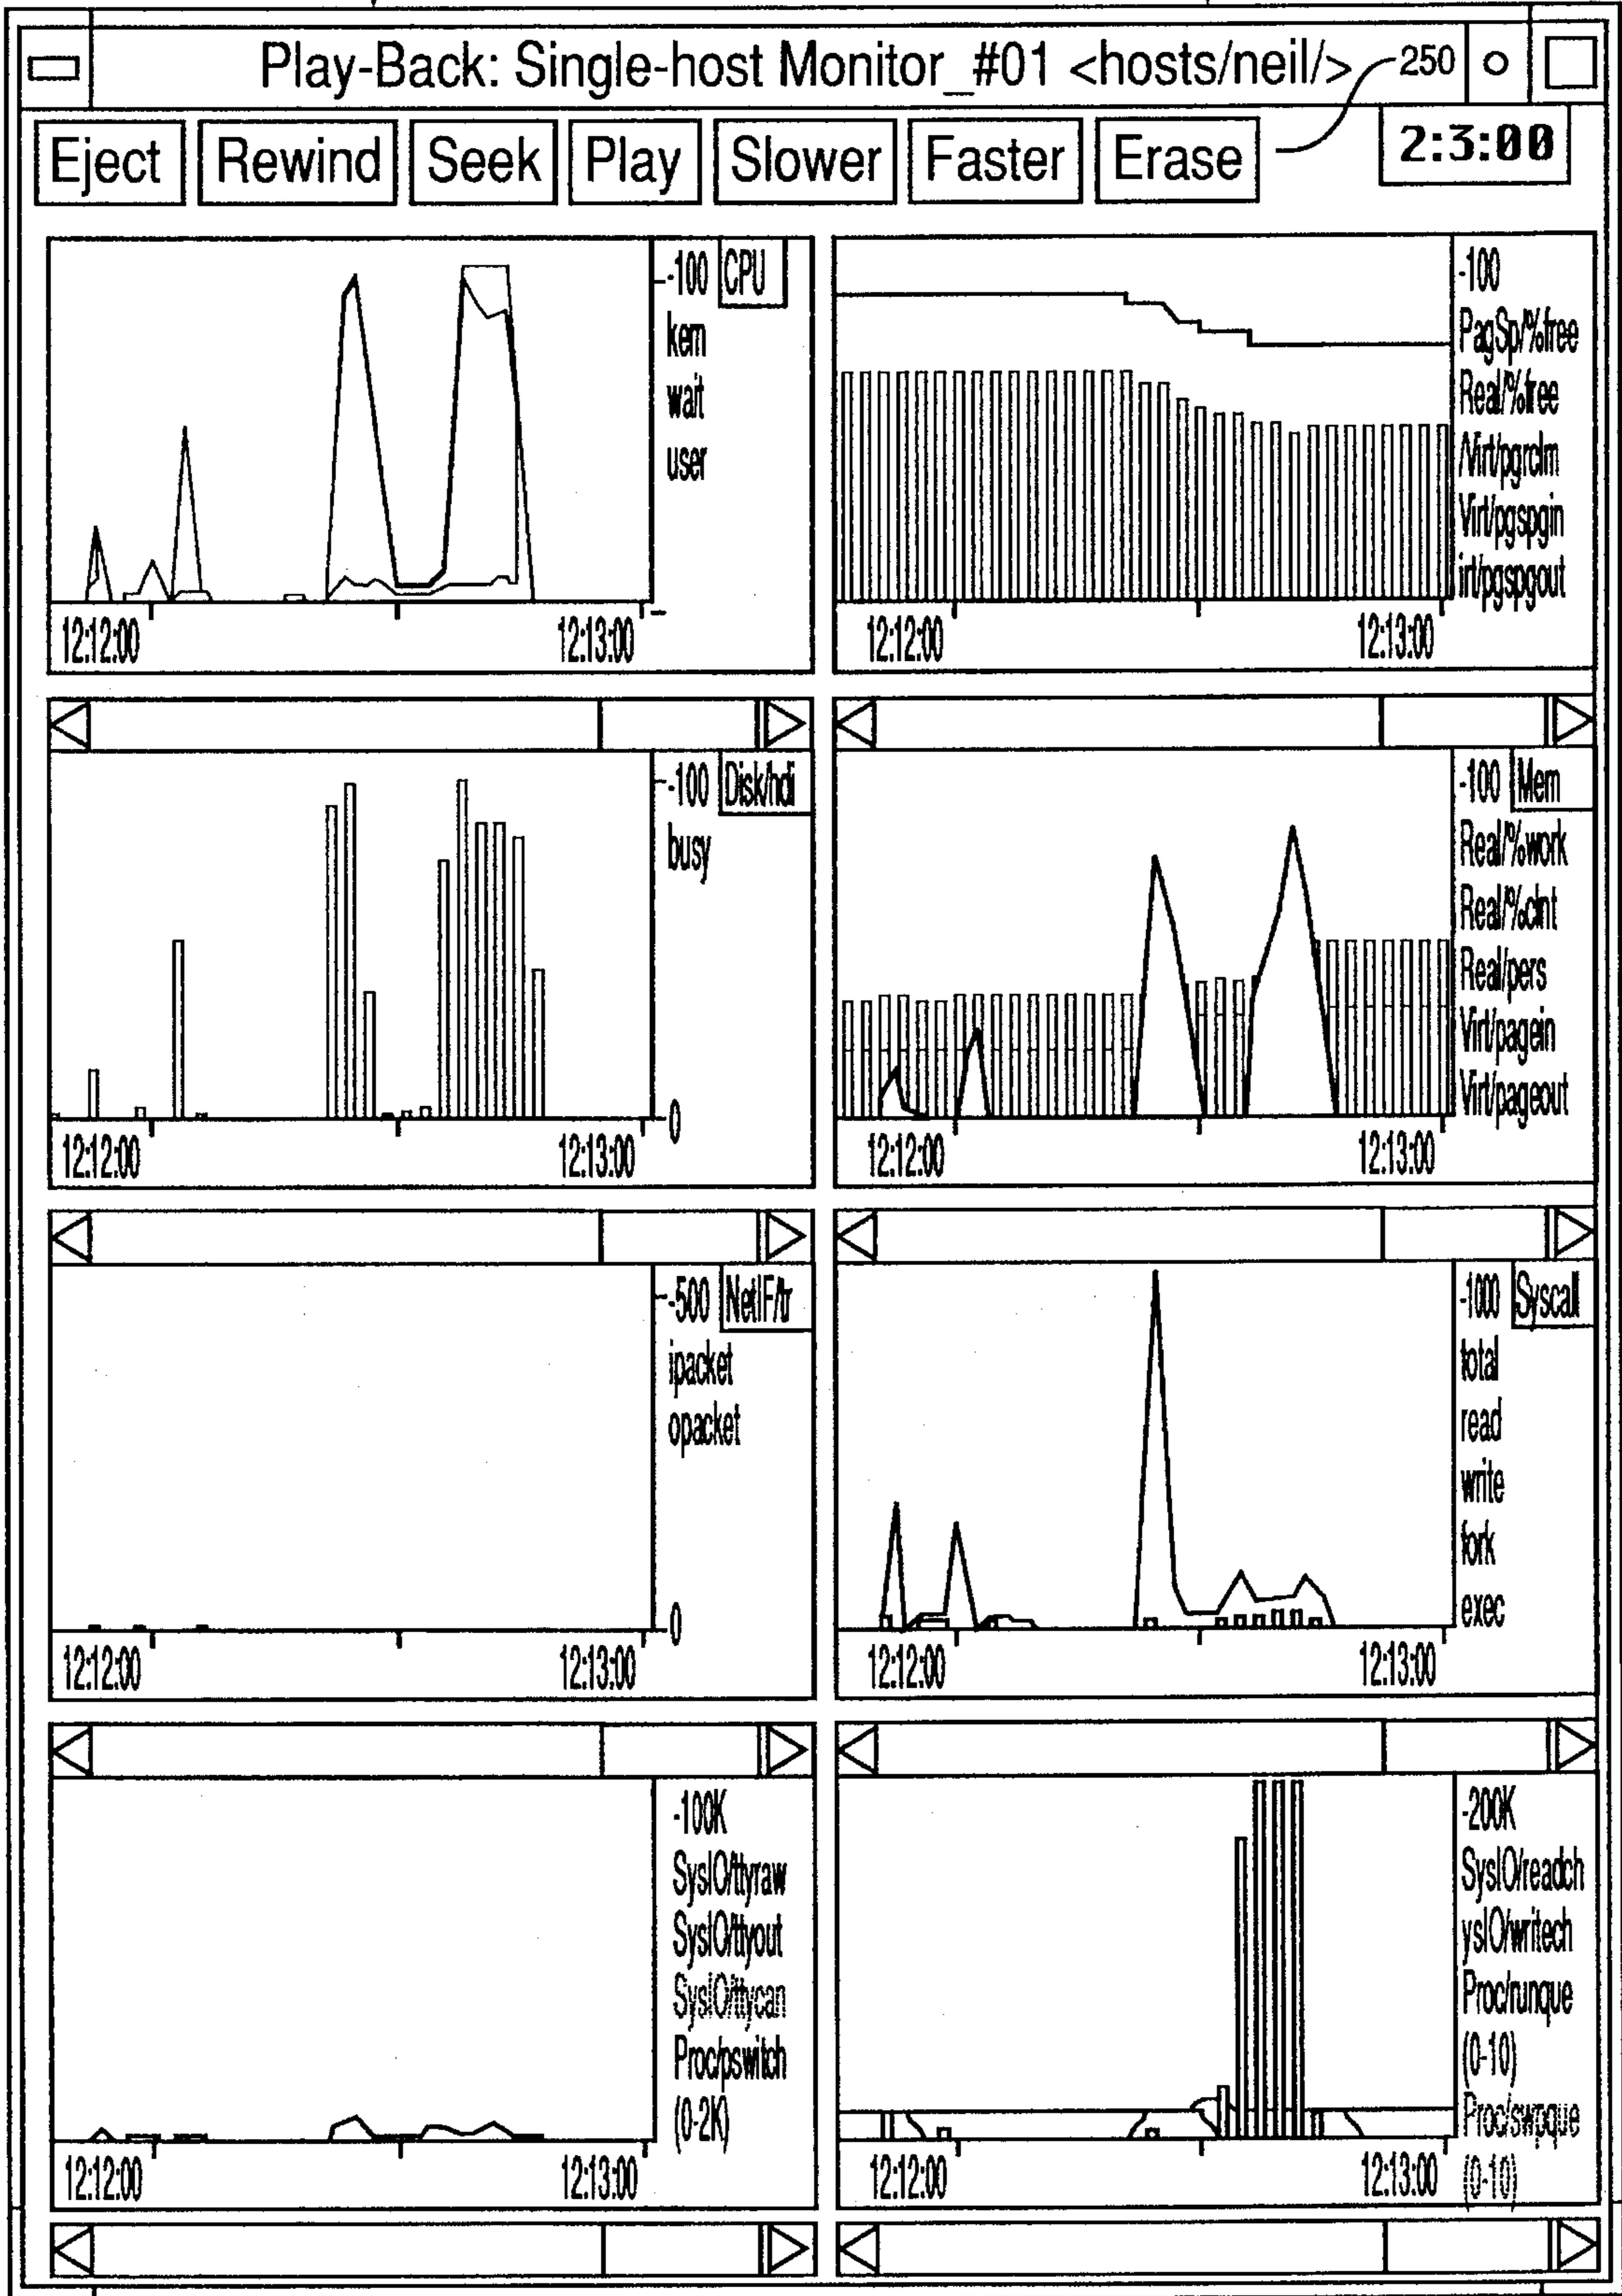 Play-Back: Single-host Monitor_#01 <hosts/neil/>
250
Eject Rewind Seek Play Slower Faster Erase
2:3:00
-100 CPU
kern
wait
user
12:12:00 12:13:00
-100
PagSp/%free
Real/%free
/Virt/pgrclm
Virt/pgspgin
irt/pgspgout
12:12:00 12:13:00
-100 Disk/hdi
busy
0
12:12:00 12:13:00
-100 Mem
Real/%work
Real/%clnt
Real/pers
Virt/pagein
Virt/pageout
12:12:00 12:13:00
-500 NetIF/tr
ipacket
opacket
0
12:12:00 12:13:00
-1000 Syscall
total
read
write
fork
exec
12:12:00 12:13:00
-100K
SysIO/ttyraw
SysIO/ttyout
SysIO/ttycan
Proc/pswitch
(0-2K)
12:12:00 12:13:00
-200K
SysIO/readch
ysIO/writech
Proc/runque
(0-10)
Proc/swpque
(0-10)
12:12:00 12:13:00